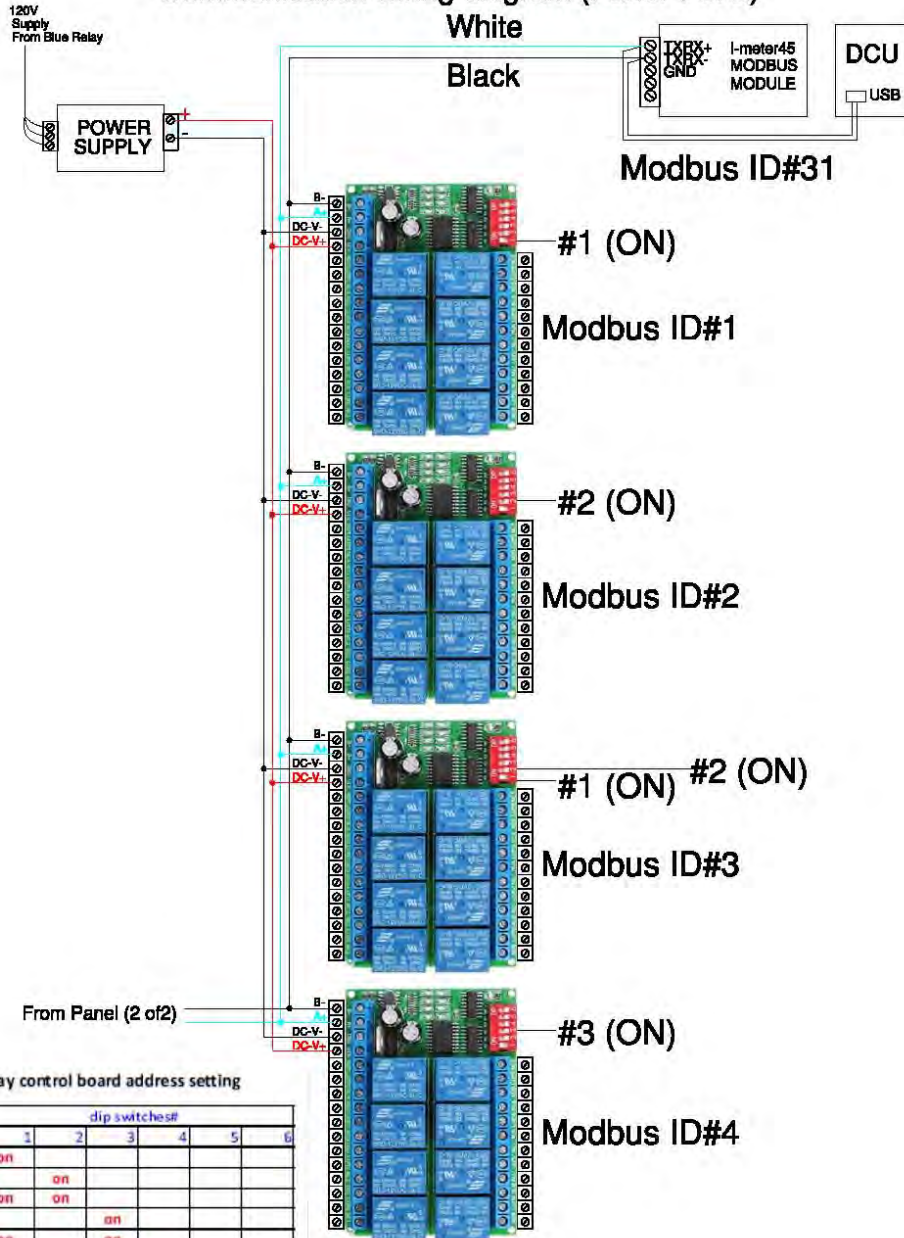 120V
Supply
From Blue Relay
White
Black
TXRX+
TXRX-
GND
I-meter45
MODBUS
MODULE
DCU
USB
POWER
SUPPLY
+
-
Modbus ID#31
B-
A+
DC-V-
DC-V+
#1 (ON)
Modbus ID#1
B-
A+
DC-V-
DC-V+
#2 (ON)
Modbus ID#2
B-
A+
DC-V-
DC-V+
#1 (ON)
#2 (ON)
Modbus ID#3
From Panel (2 of2)
B-
A+
DC-V-
DC-V+
#3 (ON)
Modbus ID#4
ay control board address setting
dip switches#
1 2 3 4 5 6
on
on
on on
on